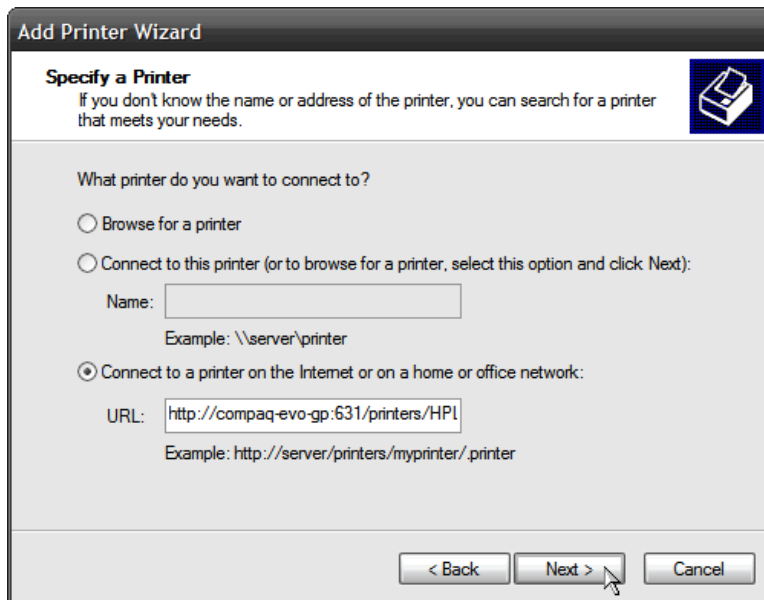 Add Printer Wizard
Specify a Printer
If you don't know the name or address of the printer, you can search for a printer
that meets your needs.
What printer do you want to connect to?
Browse for a printer
Connect to this printer (or to browse for a printer, select this option and click Next):
Name:
Example: \\server\printer
Connect to a printer on the Internet or on a home or office network:
URL: http://compaq-evo-gp:631/printers/HPL
Example: http://server/printers/myprinter/.printer
< Back Next > Cancel